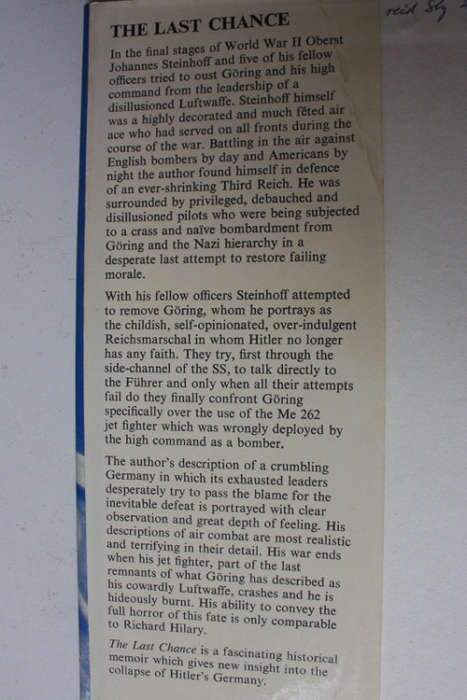 THE LAST CHANCE
In the final stages of World War II Oberst
Johannes Steinhoff and five of his fellow
officers tried to oust Göring and his high
command from the leadership of a
disillusioned Luftwaffe. Steinhoff himself
was a highly decorated and much fêted air
ace who had served on all fronts during the
course of the war. Battling in the air against
English bombers by day and Americans by
night the author found himself in defence
of an ever-shrinking Third Reich. He was
surrounded by privileged, debauched and
disillusioned pilots who were being subjected
to a crass and naïve bombardment from
Göring and the Nazi hierarchy in a
desperate last attempt to restore failing
morale.
With his fellow officers Steinhoff attempted
to remove Göring, whom he portrays as
the childish, self-opinionated, over-indulgent
Reichsmarschal in whom Hitler no longer
has any faith. They try, first through the
side-channel of the SS, to talk directly to
the Führer and only when all their attempts
fail do they finally confront Göring
specifically over the use of the Me 262
jet fighter which was wrongly deployed by
the high command as a bomber.
The author's description of a crumbling
Germany in which its exhausted leaders
desperately try to pass the blame for the
inevitable defeat is portrayed with clear
observation and great depth of feeling. His
descriptions of air combat are most realistic
and terrifying in their detail. His war ends
when his jet fighter, part of the last
remnants of what Göring has described as
his cowardly Luftwaffe, crashes and he is
hideously burnt. His ability to convey the
full horror of this fate is only comparable
to Richard Hilary.
The Last Chance is a fascinating historical
memoir which gives new insight into the
collapse of Hitler's Germany.